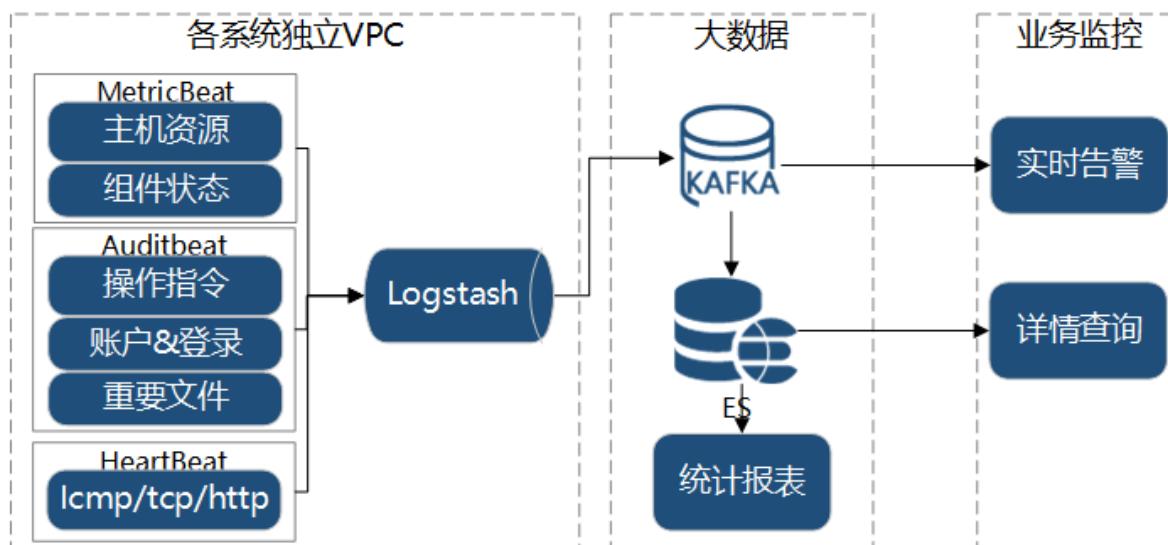 各系统独立VPC
MetricBeat
主机资源
组件状态
Auditbeat
操作指令
账户&登录
重要文件
HeartBeat
Icmp/tcp/http
Logstash
大数据
KAFKA
ES
统计报表
业务监控
实时告警
详情查询